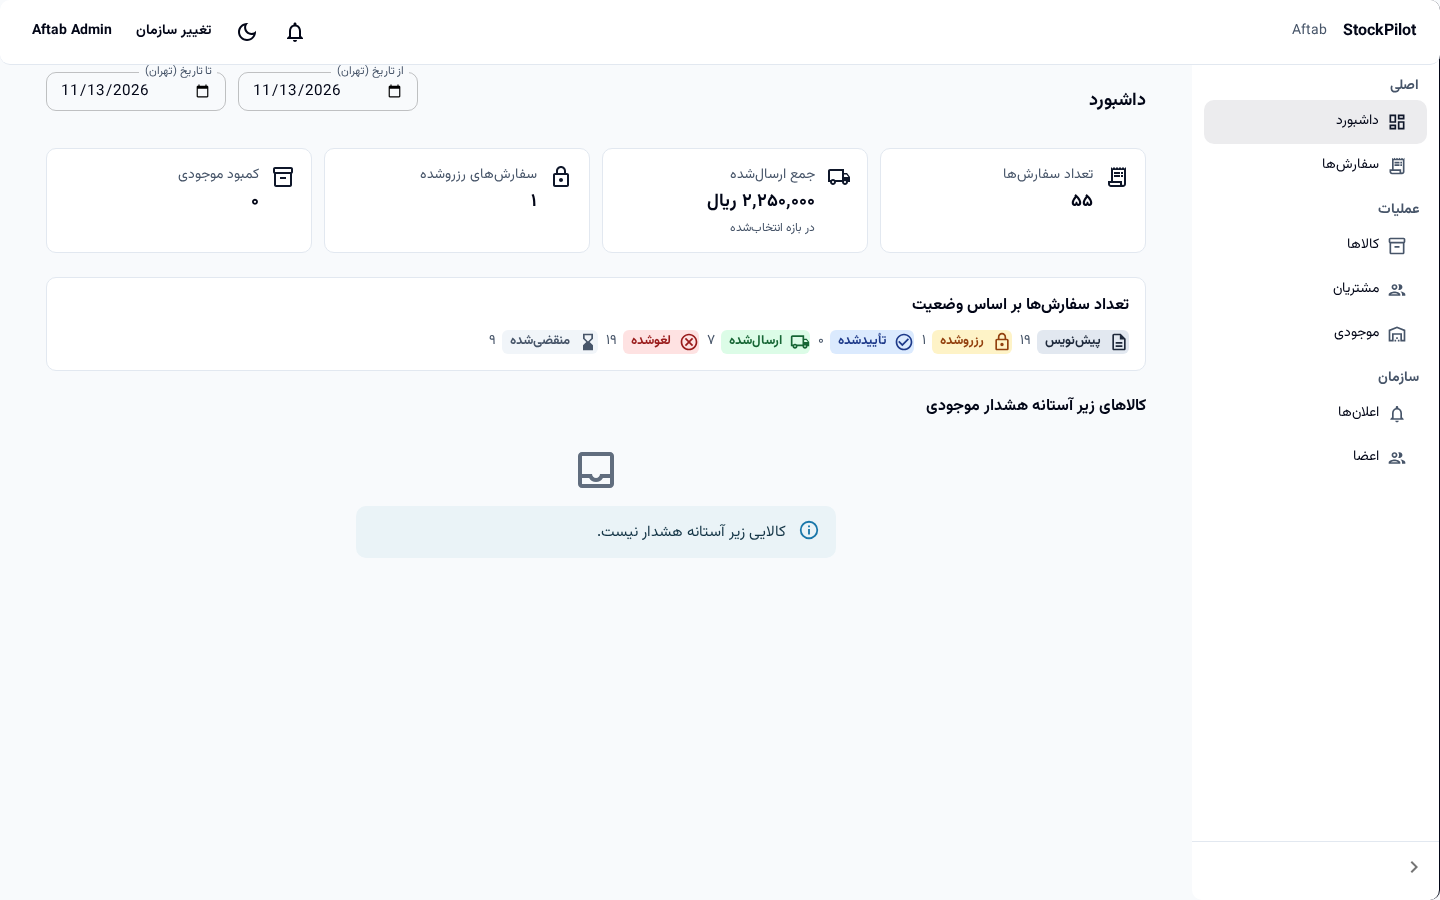 StockPilot Aftab
تغییر سازمان Aftab Admin
اصلی
داشبورد
سفارش‌ها
عملیات
کالاها
مشتریان
موجودی
سازمان
اعلان‌ها
اعضا
داشبورد
از تاریخ (تهران)
11/13/2026
تا تاریخ (تهران)
11/13/2026
تعداد سفارش‌ها
۵۵
جمع ارسال‌شده
۲,۲۵۰,۰۰۰ ریال
در بازه انتخاب‌شده
سفارش‌های رزروشده
۱
کمبود موجودی
۰
تعداد سفارش‌ها بر اساس وضعیت
پیش‌نویس ۱۹ رزروشده ۱ تأییدشده ۰ ارسال‌شده ۷ لغوشده ۱۹ منقضی‌شده ۹
کالاهای زیر آستانه هشدار موجودی
کالایی زیر آستانه هشدار نیست.